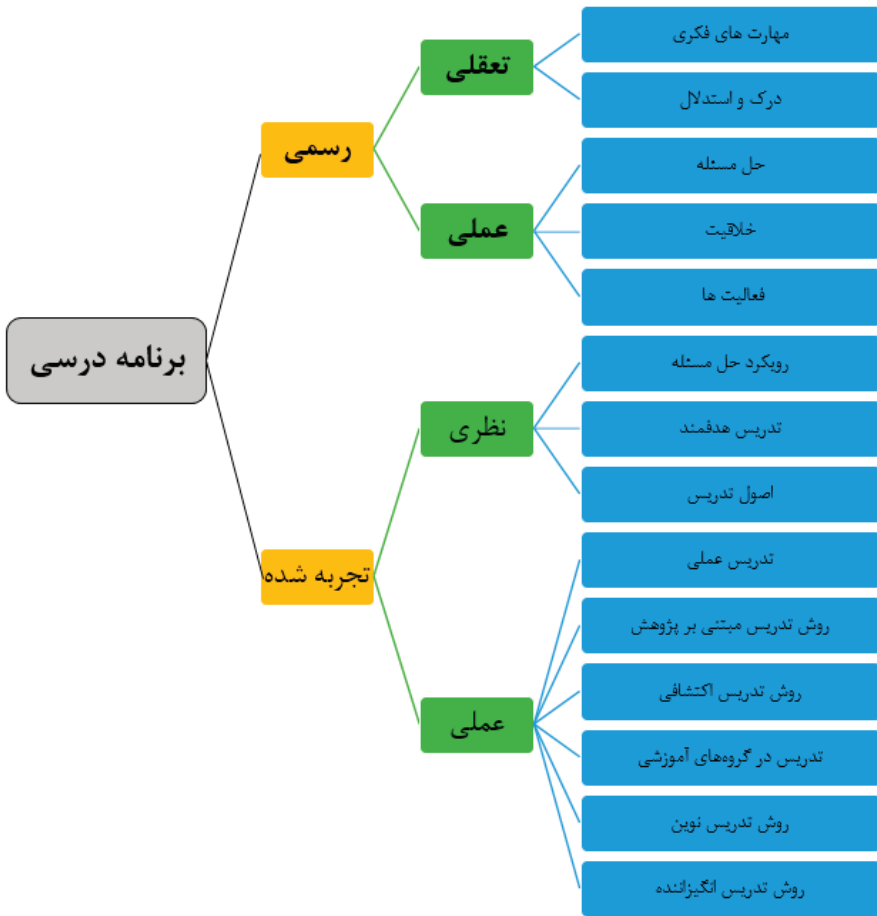 برنامه درسی
رسمی
تعقلی
مهارت های فکری
درک و استدلال
عملی
حل مسئله
خلاقیت
فعالیت ها
تجربه شده
نظری
رویکرد حل مسئله
تدریس هدفمند
اصول تدریس
عملی
تدریس عملی
روش تدریس مبتنی بر پژوهش
روش تدریس اکتشافی
تدریس در گروه‌های آموزشی
روش تدریس نوین
روش تدریس انگیزاننده